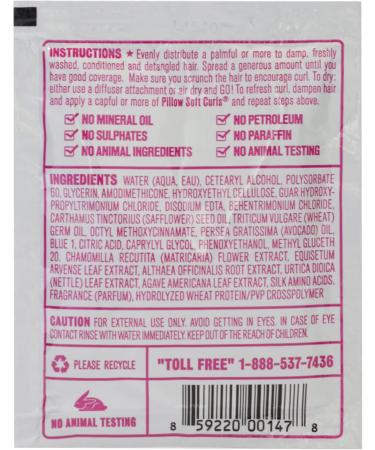 INSTRUCTIONS ★ Evenly distribute a palmful or more to damp, freshly
washed, conditioned and detangled hair. Spread a generous amount until you
have good coverage. Make sure you scrunch the hair to encourage curl. To dry:
either use a diffuser attachment or air dry and GO! To refresh curl, dampen hair
and apply a capful or more of Pillow Soft Curls® and repeat steps above.
NO MINERAL OIL
NO PETROLEUM
NO SULPHATES
NO PARAFFIN
NO ANIMAL INGREDIENTS
NO ANIMAL TESTING
INGREDIENTS WATER (AQUA, EAU), CETEARYL ALCOHOL, POLYSORBATE
60, GLYCERIN, AMODIMETHICONE, HYDROXYETHYL CELLULOSE, GUAR HYDROXY-
PROPYLTRIMONIUM CHLORIDE, DISODIUM EDTA, BEHENTRIMONIUM CHLORIDE,
CARTHAMUS TINCTORIUS (SAFFLOWER) SEED OIL, TRITICUM VULGARE (WHEAT)
GERM OIL, OCTYL METHOXYCINNAMATE, PERSEA GRATISSIMA (AVOCADO) OIL,
BLUE 1, CITRIC ACID, CAPRYLYL GLYCOL, PHENOXYETHANOL, METHYL GLUCETH
20, CHAMOMILLA RECUTITA (MATRICARIA) FLOWER EXTRACT, EQUISETUM
ARVENSE LEAF EXTRACT, ALTHAEA OFFICINALIS ROOT EXTRACT, URTICA DIOICA
(NETTLE) LEAF EXTRACT, AGAVE AMERICANA LEAF EXTRACT, SILK AMINO ACIDS,
FRAGRANCE (PARFUM), HYDROLYZED WHEAT PROTEIN/PVP CROSSPOLYMER
CAUTION FOR EXTERNAL USE ONLY. AVOID GETTING IN EYES. IN CASE OF EYE
CONTACT RINSE WITH WATER IMMEDIATELY. KEEP OUT OF THE REACH OF CHILDREN.
PLEASE RECYCLE
"TOLL FREE" 1-888-537-7436
NO ANIMAL TESTING
8 59220 00147 8